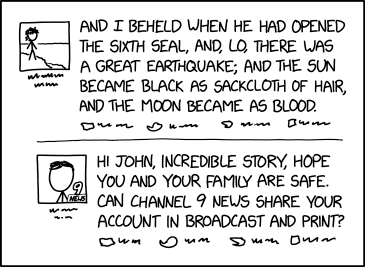 AND I BEHELD WHEN HE HAD OPENED
THE SIXTH SEAL, AND, LO, THERE WAS
A GREAT EARTHQUAKE; AND THE SUN
BECAME BLACK AS SACKCLOTH OF HAIR,
AND THE MOON BECAME AS BLOOD.
9
NEWS
HI JOHN, INCREDIBLE STORY, HOPE
YOU AND YOUR FAMILY ARE SAFE.
CAN CHANNEL 9 NEWS SHARE YOUR
ACCOUNT IN BROADCAST AND PRINT?